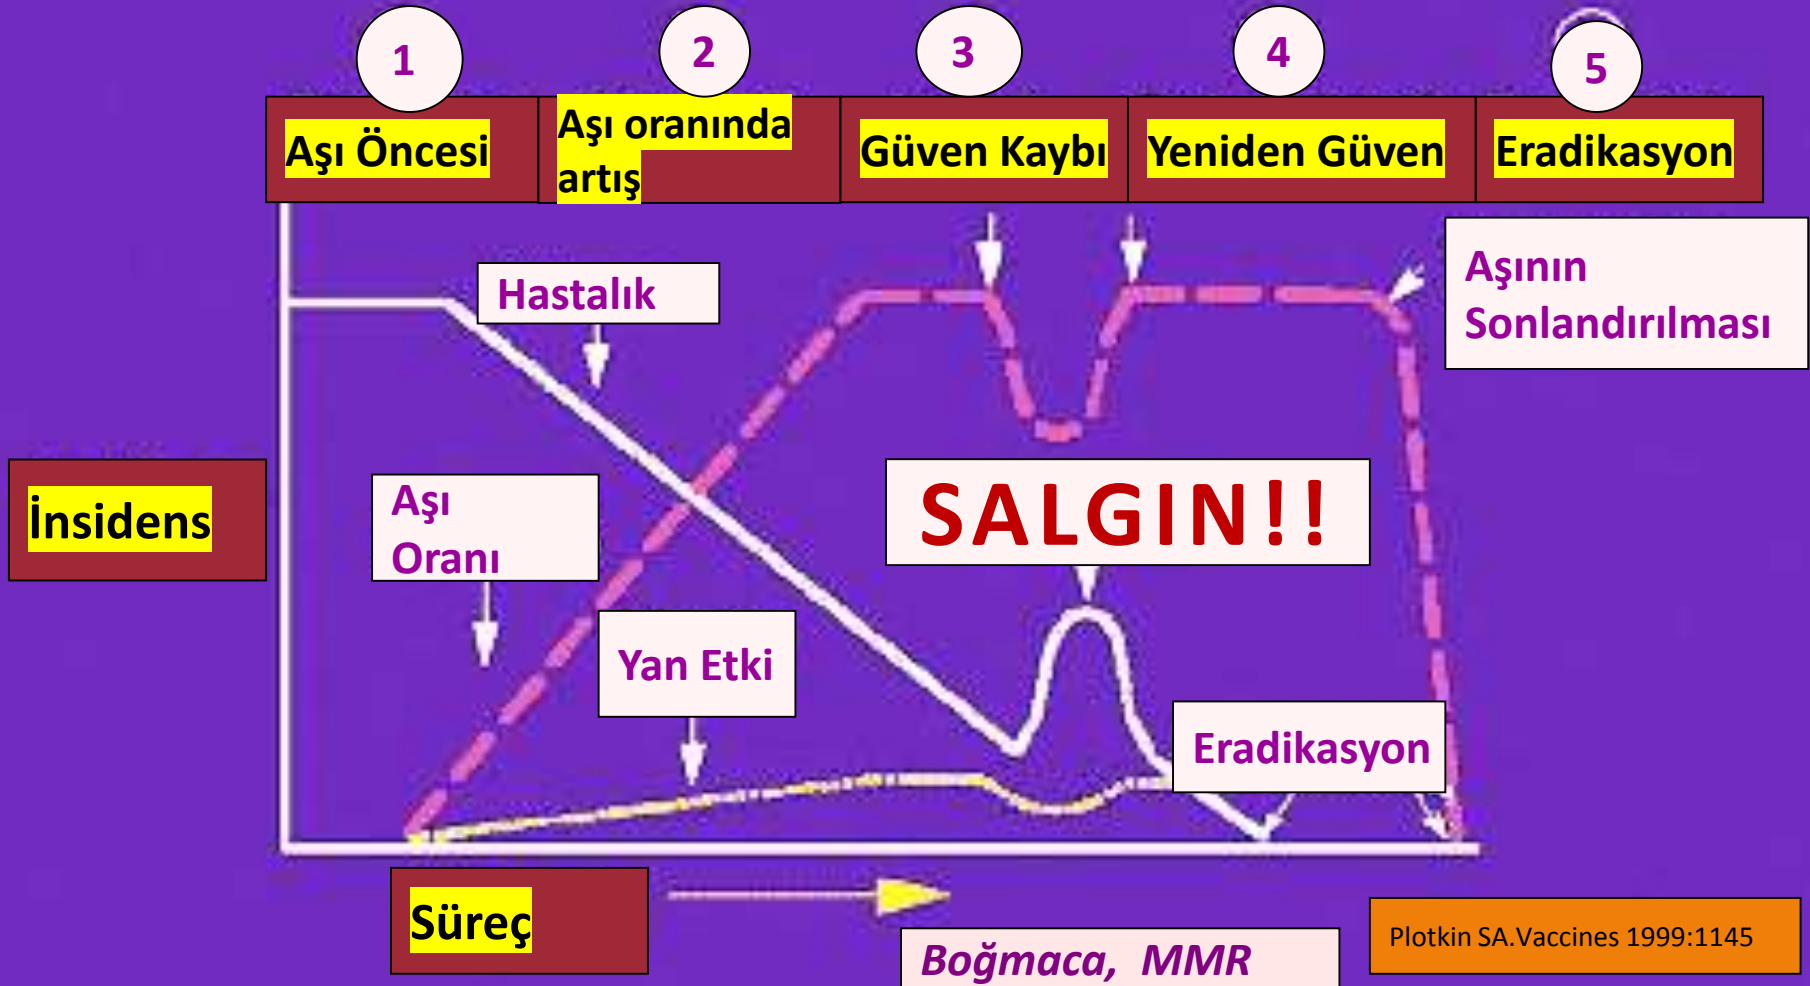 1
2
3
4
5
Aşı Öncesi
Aşı oranında
artış
Güven Kaybı
Yeniden Güven
Eradikasyon
Hastalık
Aşının
Sonlandırılması
İnsidens
Aşı
Oranı
SALGIN!!
Yan Etki
Eradikasyon
Süreç
Boğmaca, MMR
Plotkin SA.Vaccines 1999:1145